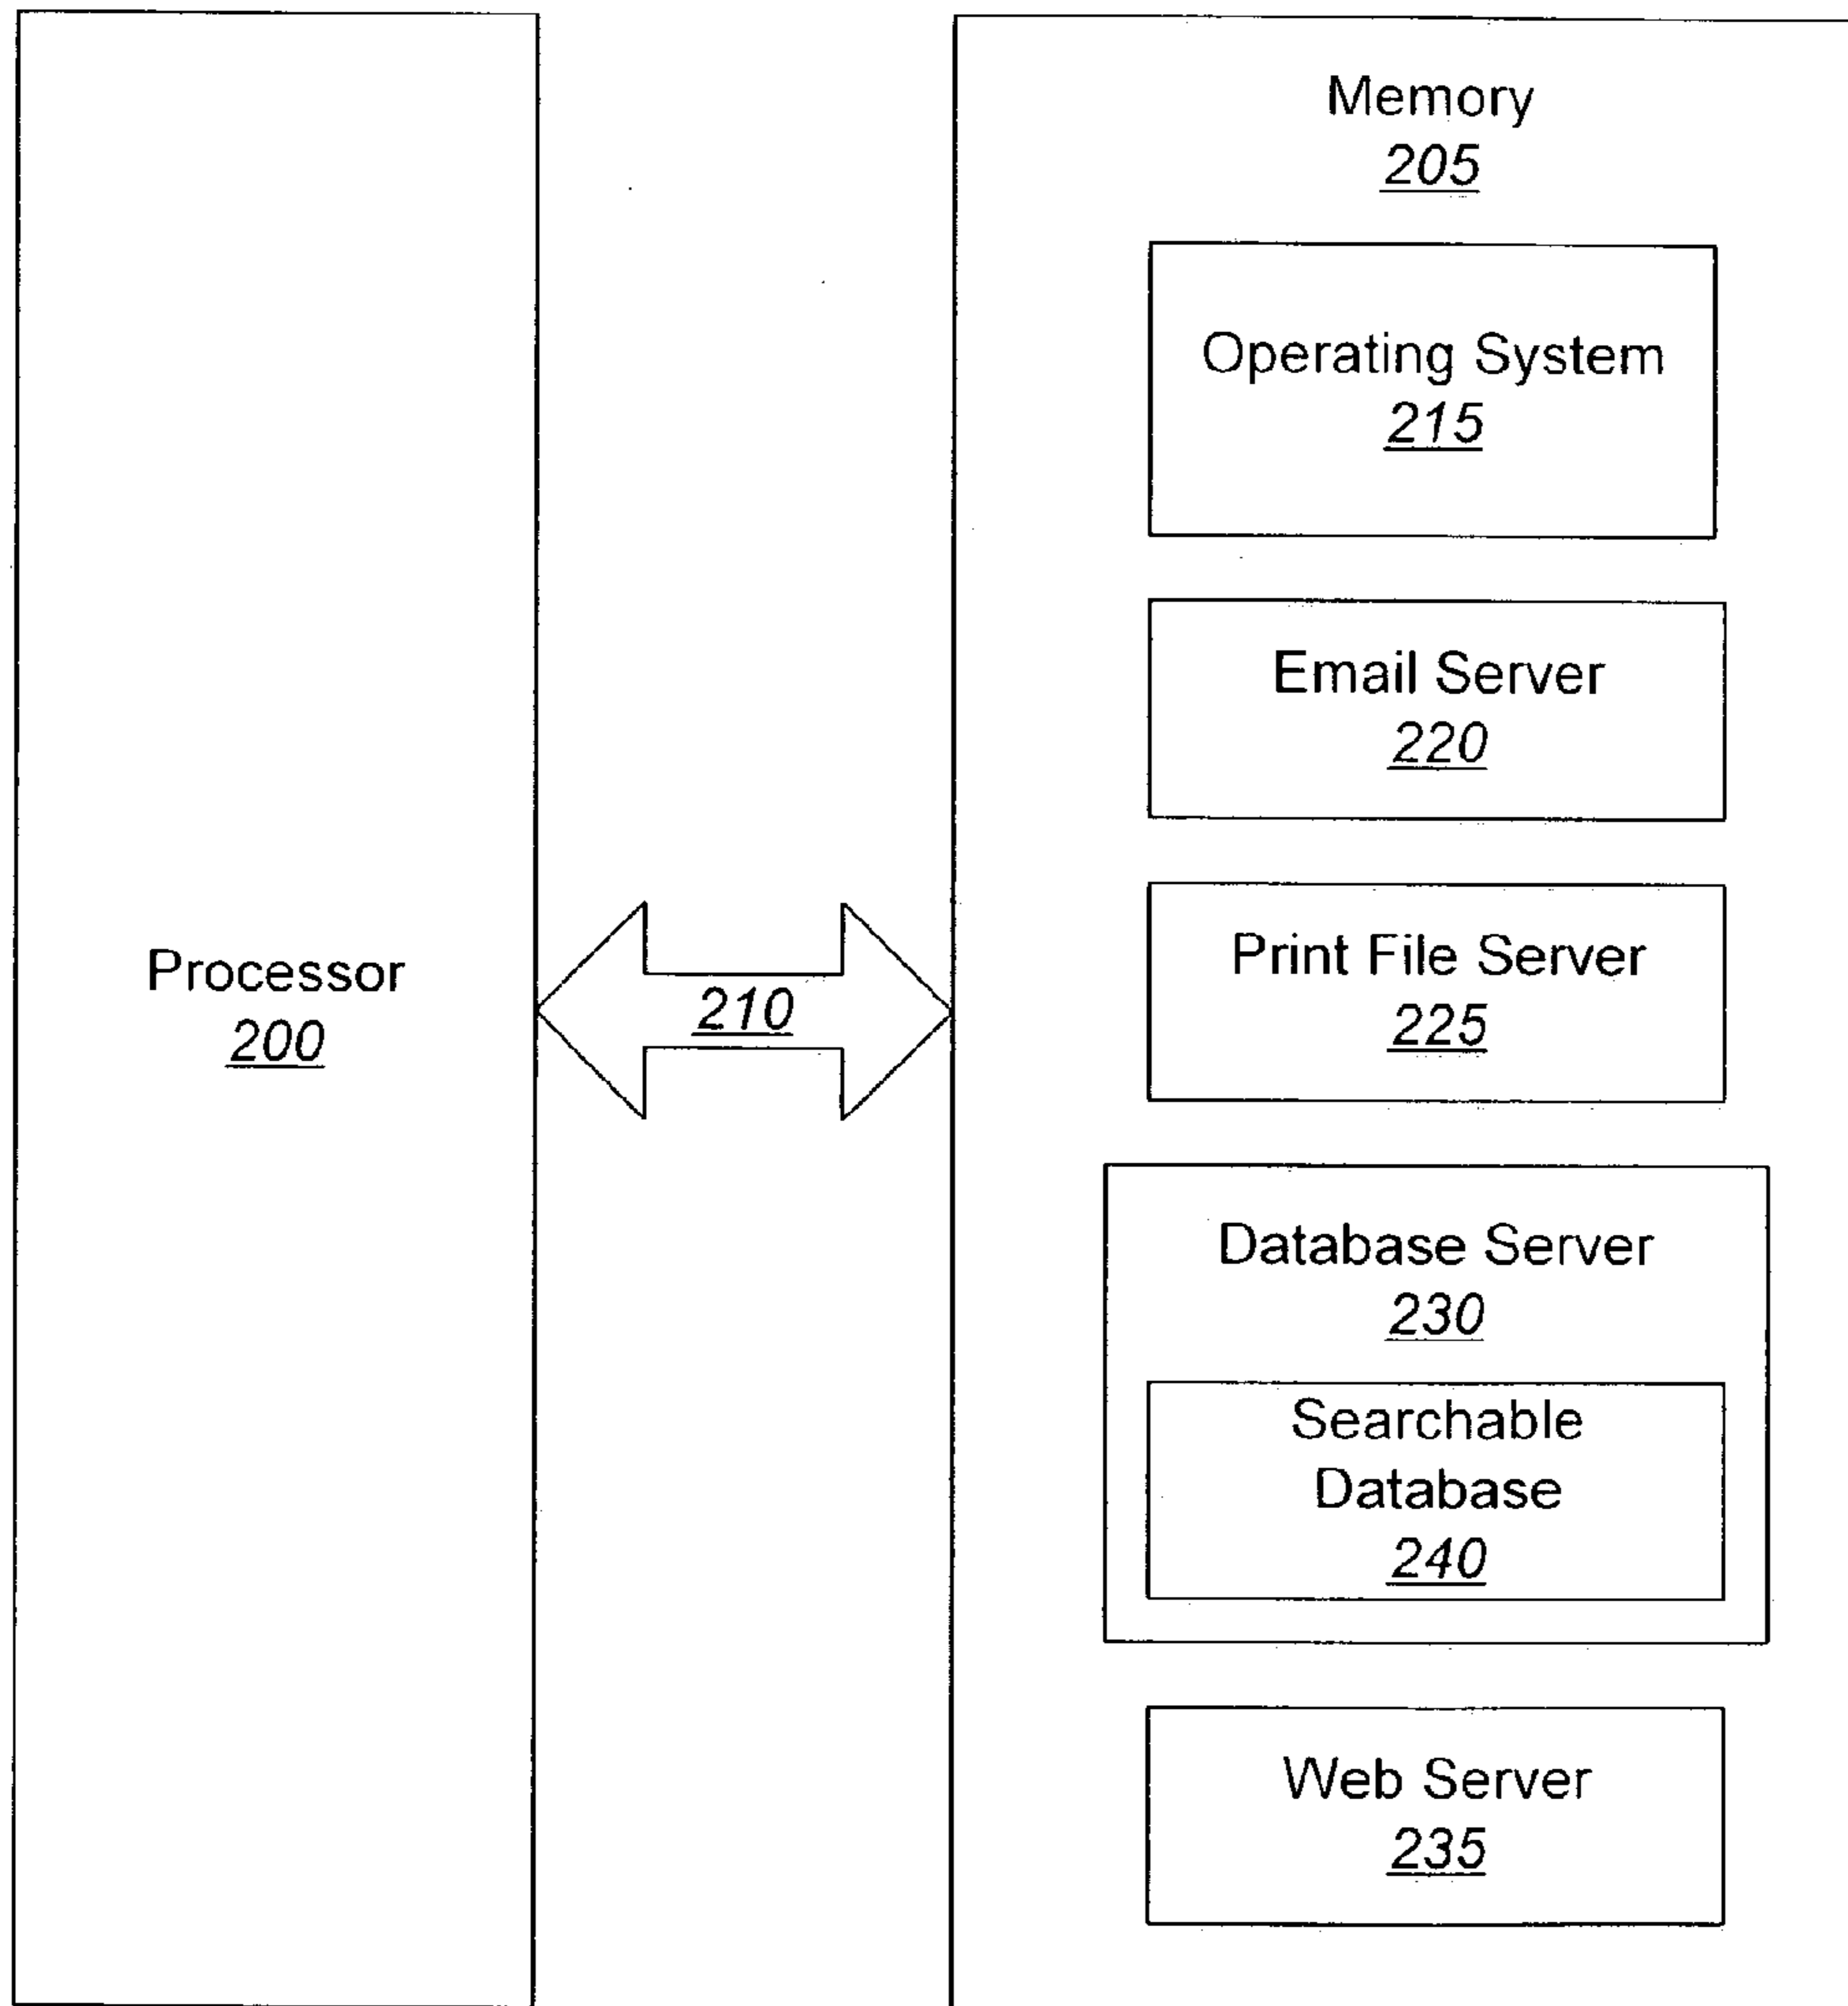 Memory
205
Operating System
215
Email Server
220
Print File Server
225
Processor
200
210
Database Server
230
Searchable
Database
240
Web Server
235